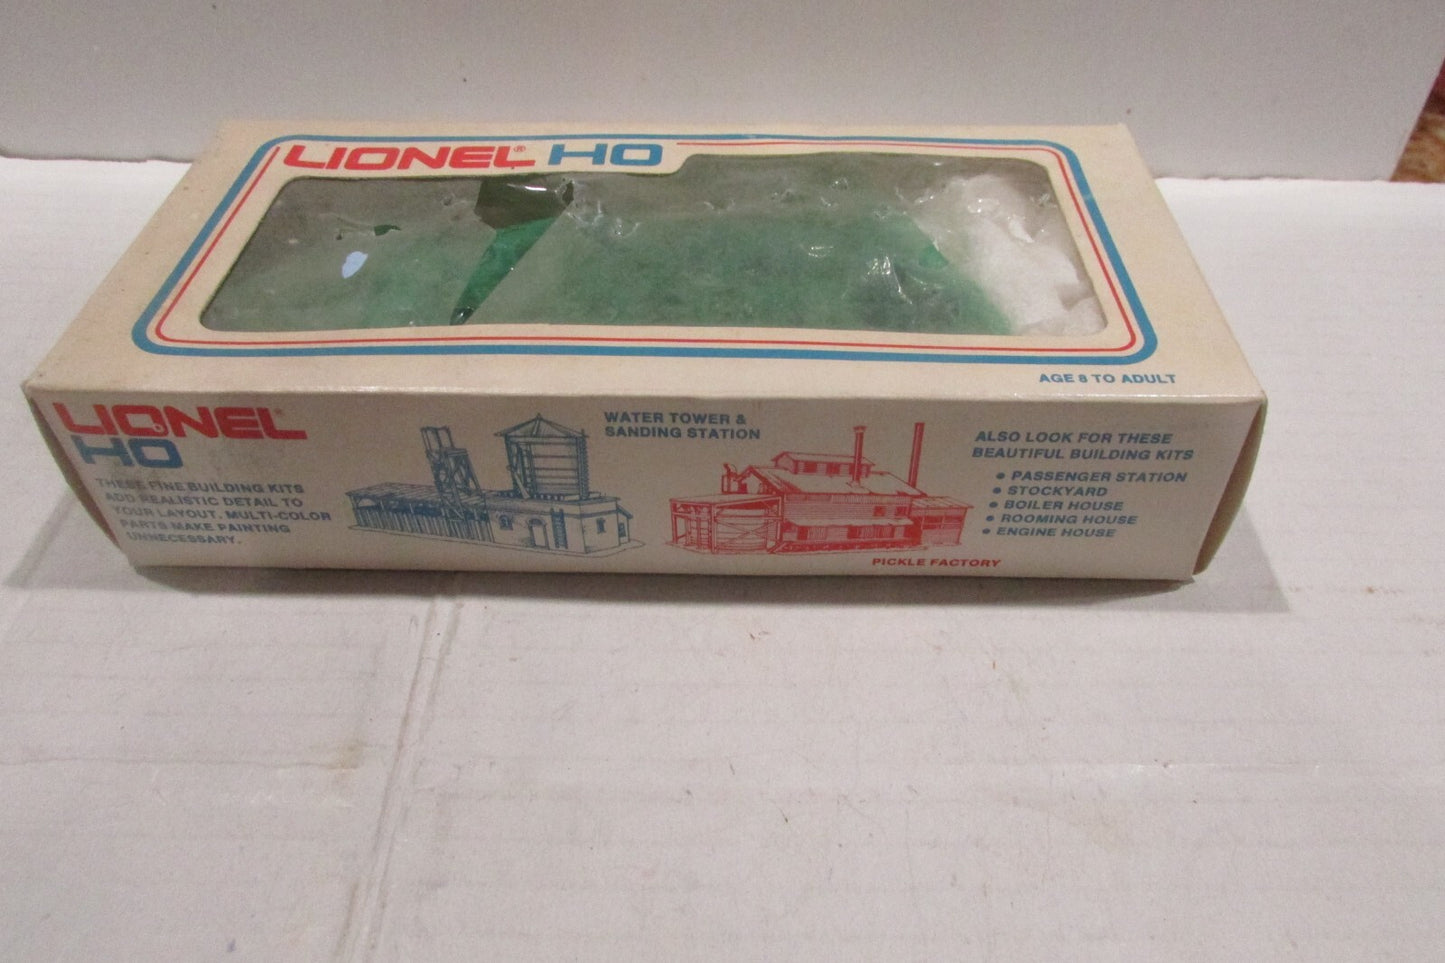 LIONEL® HO
AGE 8 TO ADULT
LIONEL®
HO
THESE FINE BUILDING KITS
ADD REALISTIC DETAIL TO
YOUR LAYOUT. MULTI-COLOR
PARTS MAKE PAINTING
UNNECESSARY.
WATER TOWER &
SANDING STATION
PICKLE FACTORY
ALSO LOOK FOR THESE
BEAUTIFUL BUILDING KITS
• PASSENGER STATION
• STOCKYARD
• BOILER HOUSE
• ROOMING HOUSE
• ENGINE HOUSE